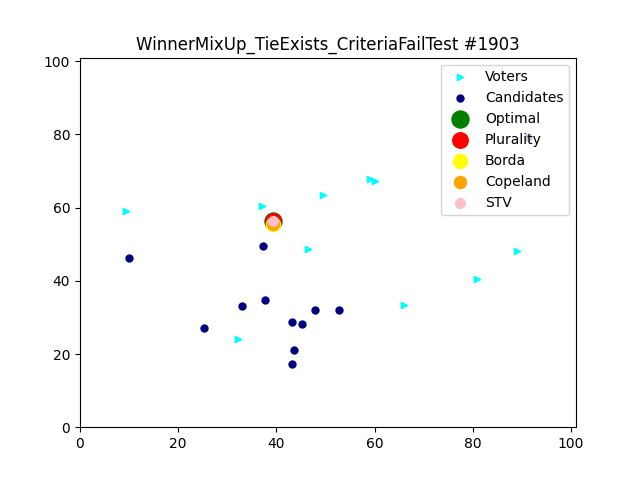 WinnerMixUp_TieExists_CriteriaFailTest #1903
100
80
60
40
20
0
0 20 40 60 80 100
Voters
Candidates
Optimal
Plurality
Borda
Copeland
STV